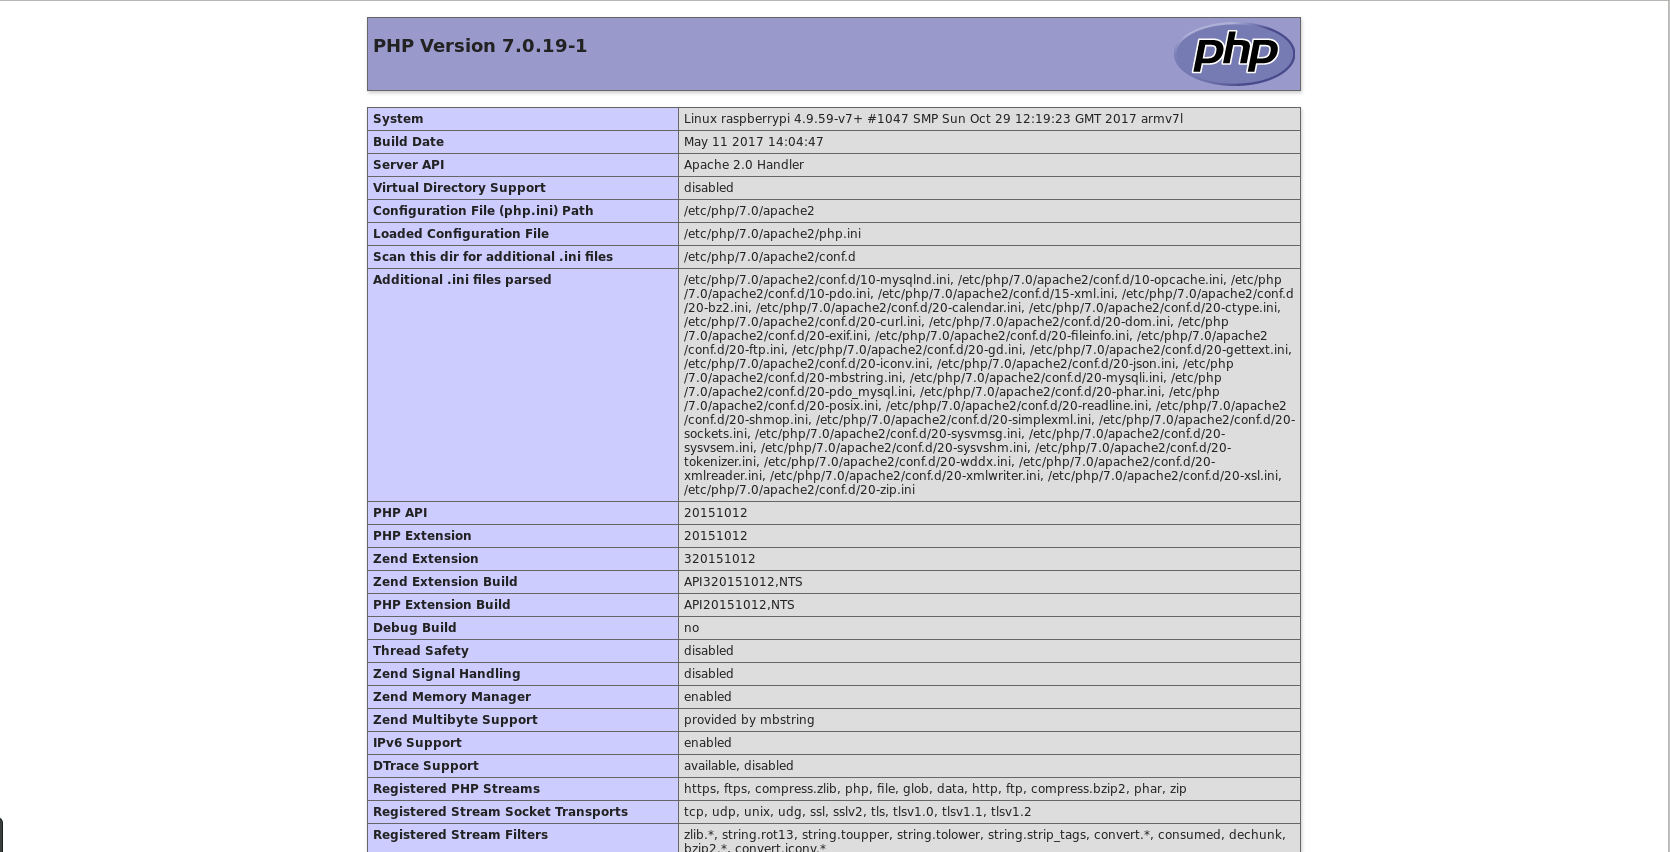 PHP Version 7.0.19-1
php
System Linux raspberrypi 4.9.59-v7+ #1047 SMP Sun Oct 29 12:19:23 GMT 2017 armv7l
Build Date May 11 2017 14:04:47
Server API Apache 2.0 Handler
Virtual Directory Support disabled
Configuration File (php.ini) Path /etc/php/7.0/apache2
Loaded Configuration File /etc/php/7.0/apache2/php.ini
Scan this dir for additional .ini files /etc/php/7.0/apache2/conf.d
Additional .ini files parsed /etc/php/7.0/apache2/conf.d/10-mysqlnd.ini, /etc/php/7.0/apache2/conf.d/10-opcache.ini, /etc/php
/7.0/apache2/conf.d/10-pdo.ini, /etc/php/7.0/apache2/conf.d/15-xml.ini, /etc/php/7.0/apache2/conf.d
/20-bz2.ini, /etc/php/7.0/apache2/conf.d/20-calendar.ini, /etc/php/7.0/apache2/conf.d/20-ctype.ini,
/etc/php/7.0/apache2/conf.d/20-curl.ini, /etc/php/7.0/apache2/conf.d/20-dom.ini, /etc/php
/7.0/apache2/conf.d/20-exif.ini, /etc/php/7.0/apache2/conf.d/20-fileinfo.ini, /etc/php/7.0/apache2
/conf.d/20-ftp.ini, /etc/php/7.0/apache2/conf.d/20-gd.ini, /etc/php/7.0/apache2/conf.d/20-gettext.ini,
/etc/php/7.0/apache2/conf.d/20-iconv.ini, /etc/php/7.0/apache2/conf.d/20-json.ini, /etc/php
/7.0/apache2/conf.d/20-mbstring.ini, /etc/php/7.0/apache2/conf.d/20-mysqli.ini, /etc/php
/7.0/apache2/conf.d/20-pdo_mysql.ini, /etc/php/7.0/apache2/conf.d/20-phar.ini, /etc/php
/7.0/apache2/conf.d/20-posix.ini, /etc/php/7.0/apache2/conf.d/20-readline.ini, /etc/php/7.0/apache2
/conf.d/20-shmop.ini, /etc/php/7.0/apache2/conf.d/20-simplexml.ini, /etc/php/7.0/apache2/conf.d/20-
sockets.ini, /etc/php/7.0/apache2/conf.d/20-sysvmsg.ini, /etc/php/7.0/apache2/conf.d/20-
sysvsem.ini, /etc/php/7.0/apache2/conf.d/20-sysvshm.ini, /etc/php/7.0/apache2/conf.d/20-
tokenizer.ini, /etc/php/7.0/apache2/conf.d/20-wddx.ini, /etc/php/7.0/apache2/conf.d/20-
xmlreader.ini, /etc/php/7.0/apache2/conf.d/20-xmlwriter.ini, /etc/php/7.0/apache2/conf.d/20-xsl.ini,
/etc/php/7.0/apache2/conf.d/20-zip.ini
PHP API 20151012
PHP Extension 20151012
Zend Extension 320151012
Zend Extension Build API320151012,NTS
PHP Extension Build API20151012,NTS
Debug Build no
Thread Safety disabled
Zend Signal Handling disabled
Zend Memory Manager enabled
Zend Multibyte Support provided by mbstring
IPv6 Support enabled
DTrace Support available, disabled
Registered PHP Streams https, ftps, compress.zlib, php, file, glob, data, http, ftp, compress.bzip2, phar, zip
Registered Stream Socket Transports tcp, udp, unix, udg, ssl, sslv2, tls, tlsv1.0, tlsv1.1, tlsv1.2
Registered Stream Filters zlib.*, string.rot13, string.toupper, string.tolower, string.strip_tags, convert.*, consumed, dechunk,
bzip2.*, convert.iconv.*